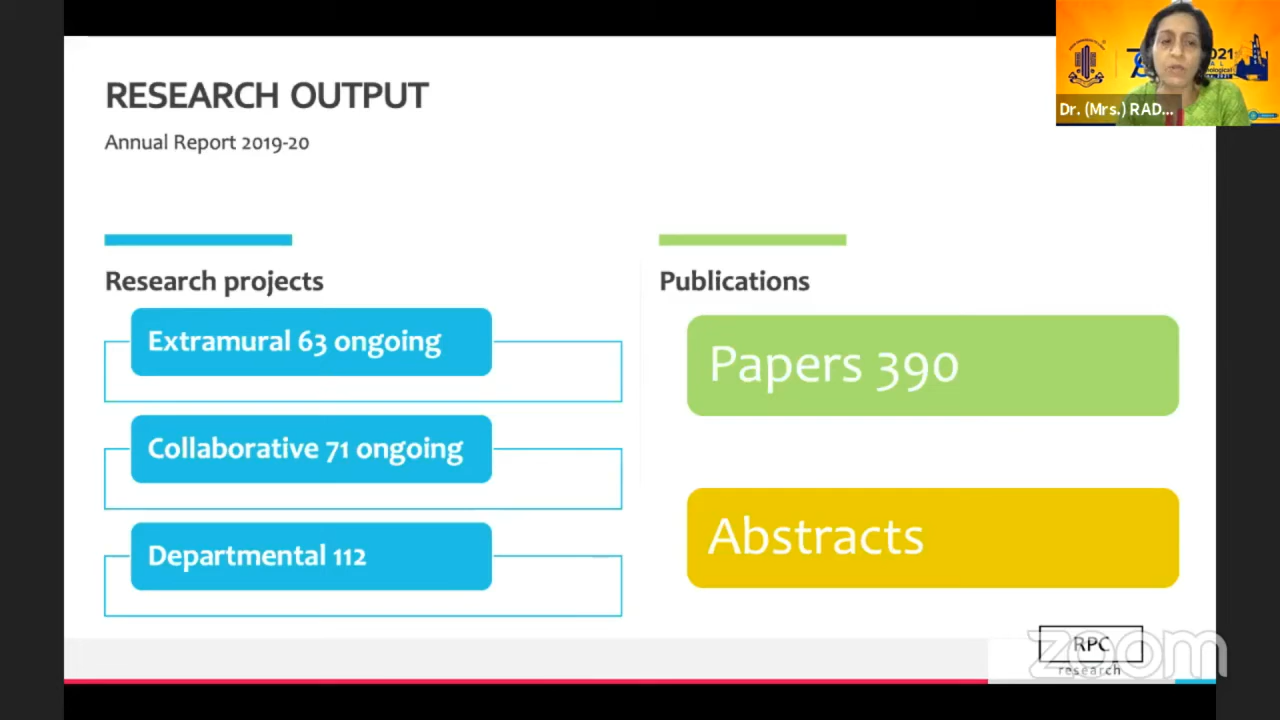 RESEARCH OUTPUT
Annual Report 2019-20
Research projects
Extramural 63 ongoing
Collaborative 71 ongoing
Departmental 112
Publications
Papers 390
Abstracts
RPC
research
zoom
Dr. (Mrs.) RAD...